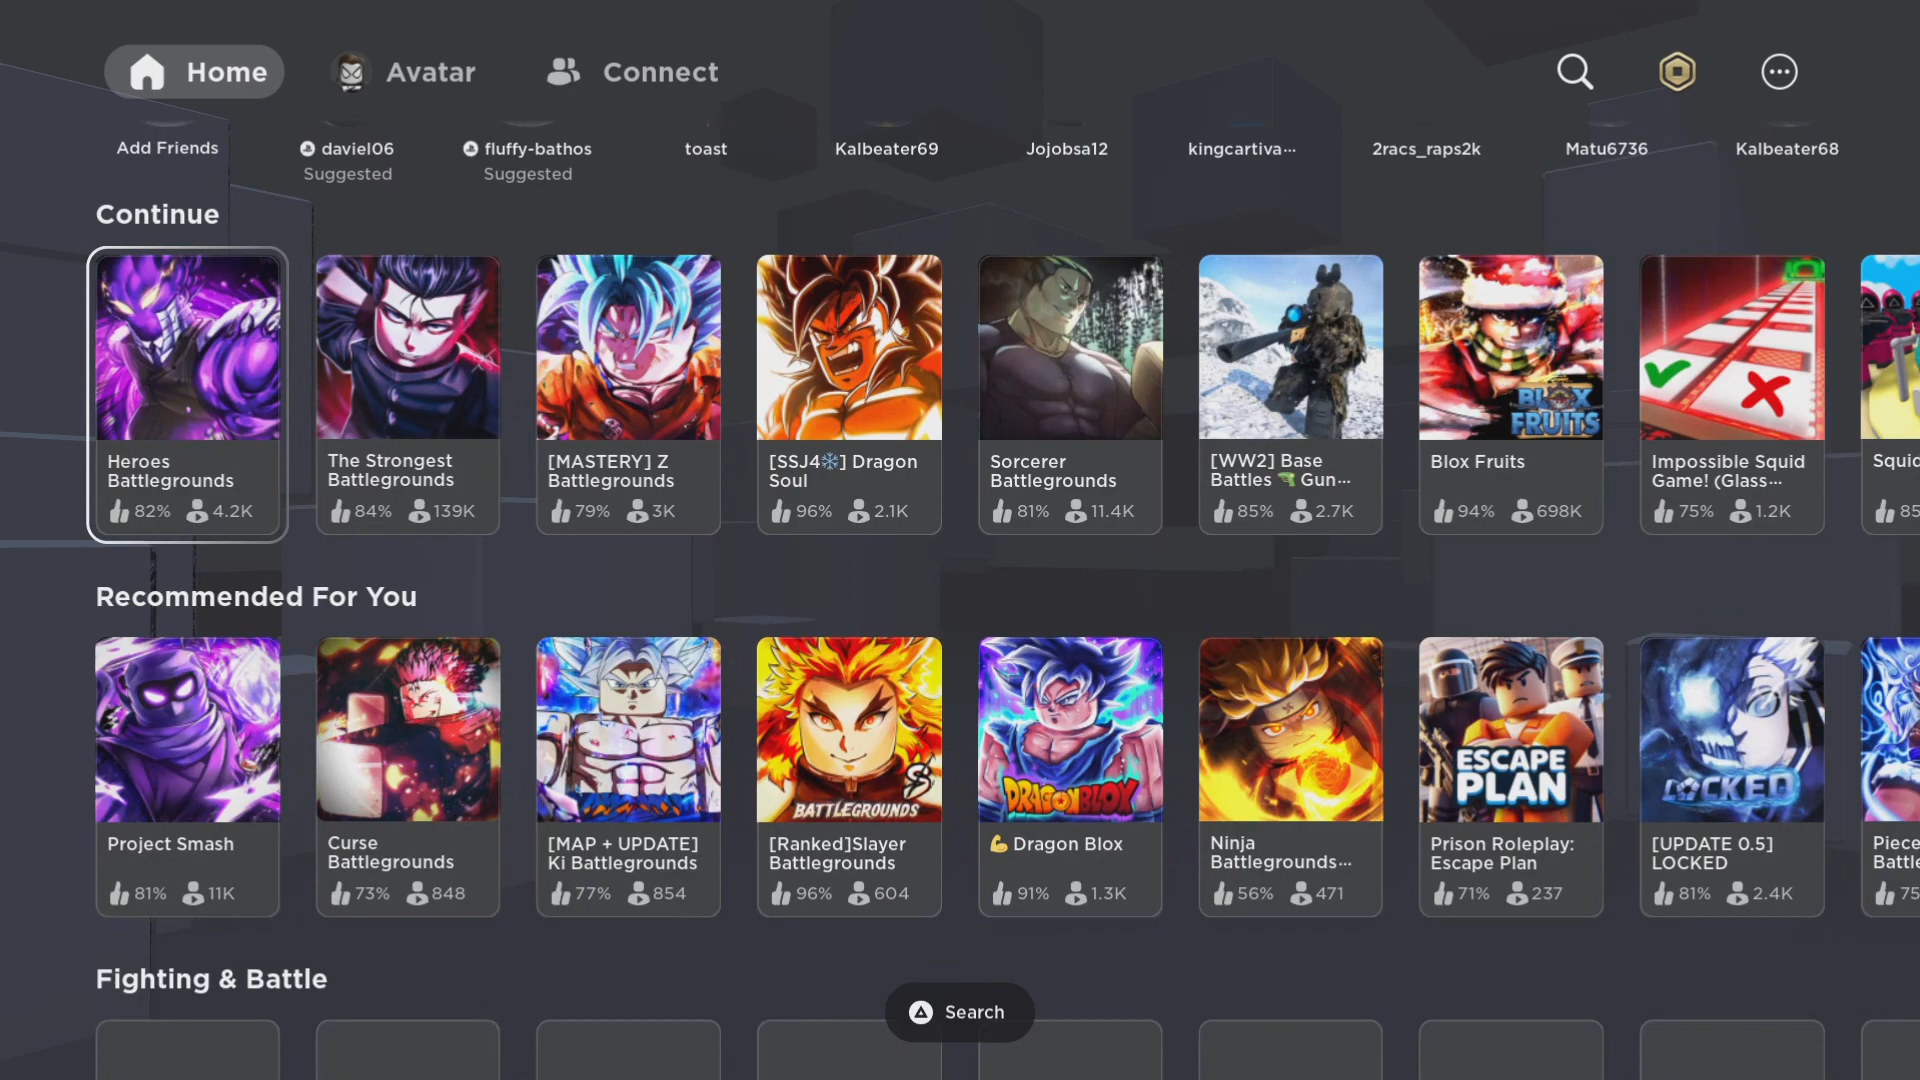 Home
Avatar
Connect
Add Friends
daviel06
Suggested
fluffy-bathos
Suggested
toast
Kalbeater69
Jojobsa12
kingcartiva···
2racs_raps2k
Matu6736
Kalbeater68
Continue
BLOX
FRUITS
Heroes
Battlegrounds
82% 4.2K
The Strongest
Battlegrounds
84% 139K
[MASTERY] Z
Battlegrounds
79% 3K
[SSJ4❄️] Dragon
Soul
96% 2.1K
Sorcerer
Battlegrounds
81% 11.4K
[WW2] Base
Battles 🔫 Gun···
85% 2.7K
Blox Fruits
94% 698K
Impossible Squid
Game! (Glass···
75% 1.2K
Squid
85
Recommended For You
BATTLEGROUNDS
DRAGON BLOX
ESCAPE
PLAN
LOCKED
Project Smash
81% 11K
Curse
Battlegrounds
73% 848
[MAP + UPDATE]
Ki Battlegrounds
77% 854
[Ranked]Slayer
Battlegrounds
96% 604
💪 Dragon Blox
91% 1.3K
Ninja
Battlegrounds···
56% 471
Prison Roleplay:
Escape Plan
71% 237
[UPDATE 0.5]
LOCKED
81% 2.4K
Piece
Battle
75
Fighting & Battle
Search